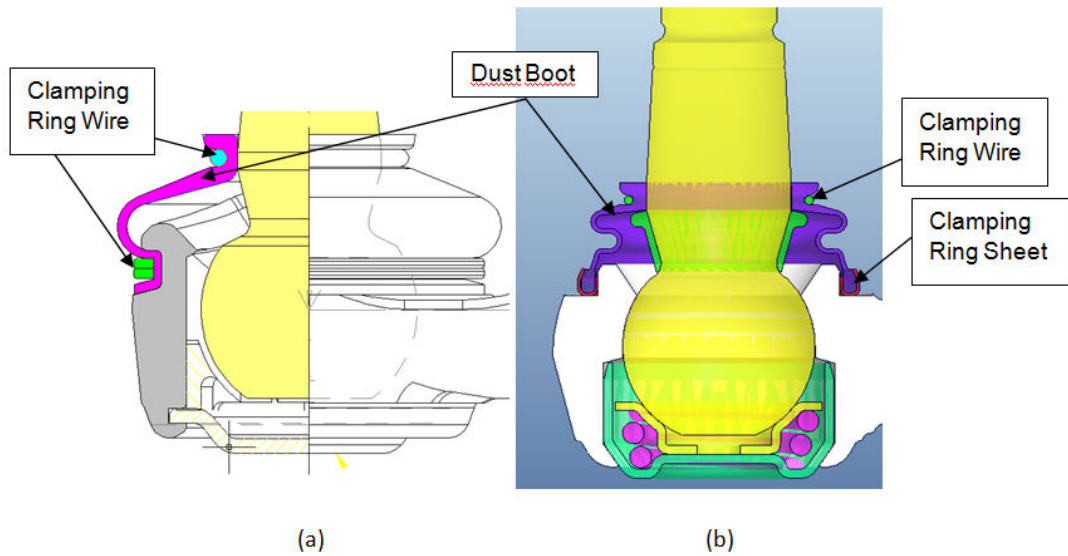 Clamping
Ring Wire
Dust Boot
Clamping
Ring Wire
Clamping
Ring Sheet
(a)
(b)